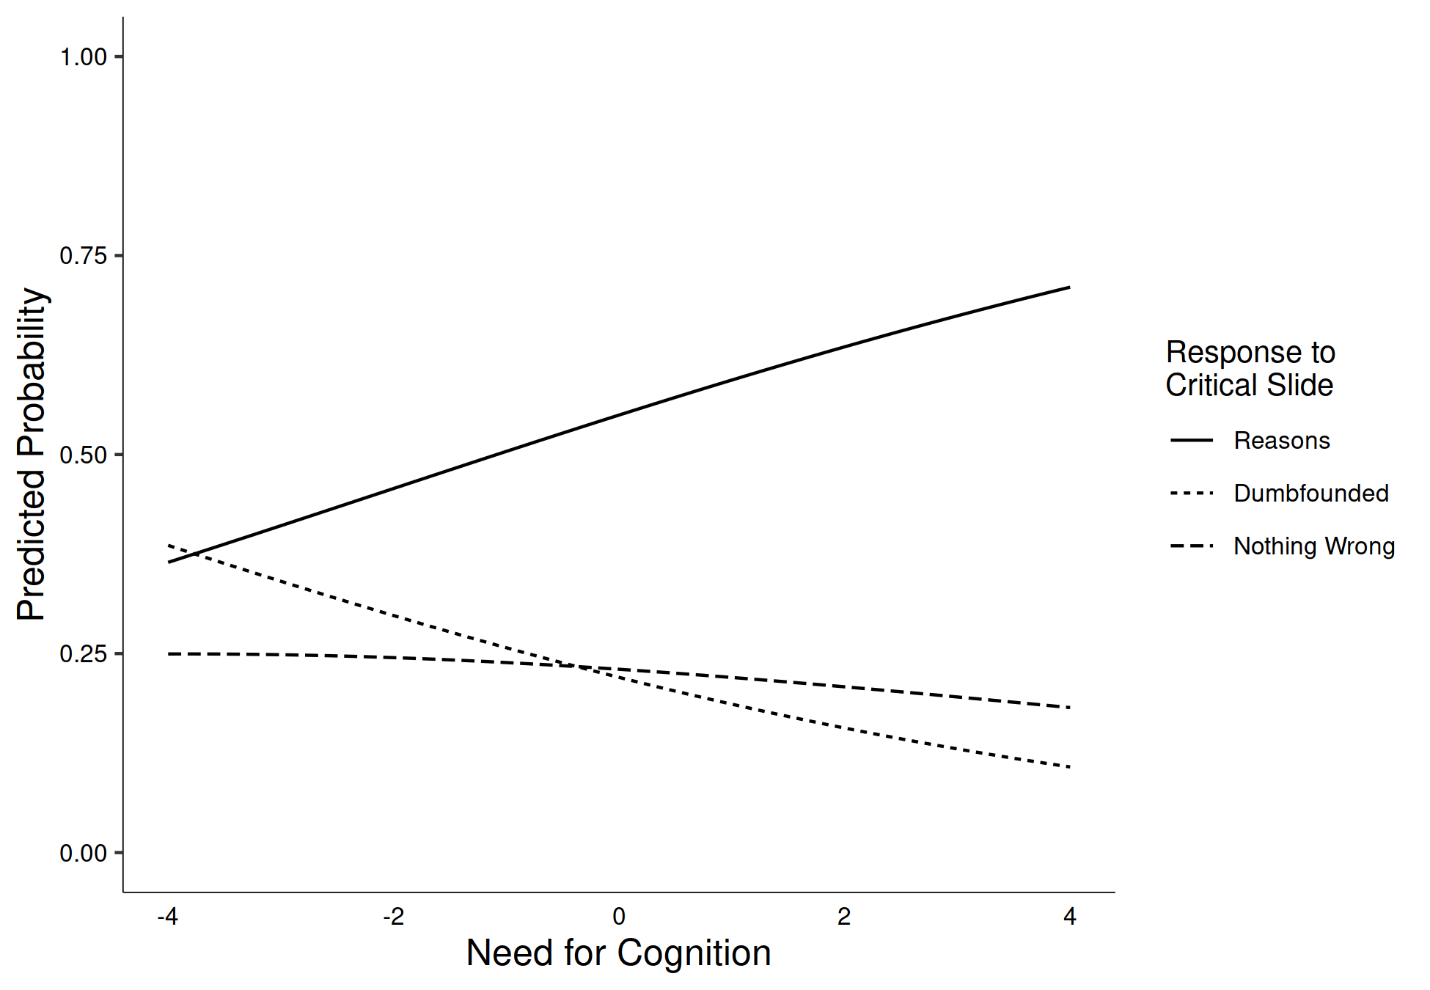 1.00
0.75
0.50
0.25
0.00
Predicted Probability
-4
-2
0
2
4
Need for Cognition
Response to
Critical Slide
Reasons
Dumbfounded
Nothing Wrong